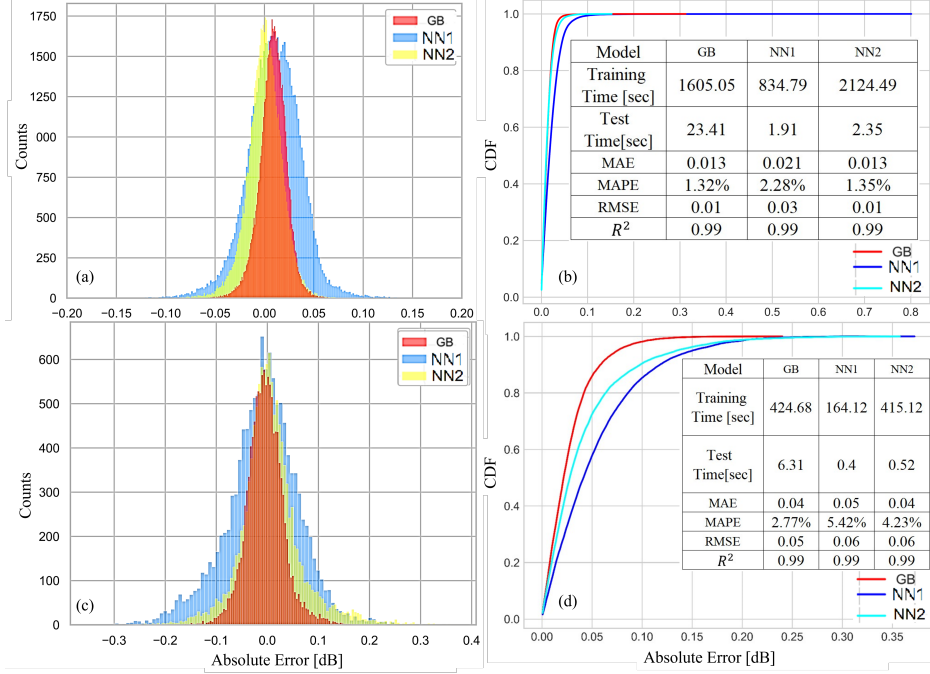 1750
1500
1250
000
750
500
250
0
Counts
GB
NN1
NN2
(a)
−0.20 −0.15 −0.10 −0.05 0.00 0.05 0.10 0.15 0.20
1.0
0.8
0.6
0.4
0.2
0.0
CDF
Model GB NN1 NN2
Training
Time [sec] 1605.05 834.79 2124.49
Test
Time[sec] 23.41 1.91 2.35
MAE 0.013 0.021 0.013
MAPE 1.32% 2.28% 1.35%
RMSE 0.01 0.03 0.01
R² 0.99 0.99 0.99
GB
NN1
NN2
(b)
0.0 0.1 0.2 0.3 0.4 0.5 0.6 0.7 0.8
600
500
400
300
200
100
0
Counts
GB
NN1
NN2
(c)
−0.3 −0.2 −0.1 0.0 0.1 0.2 0.3 0.4
Absolute Error [dB]
1.0
0.8
0.6
0.4
0.2
0.0
CDF
Model GB NN1 NN2
Training
Time [sec] 424.68 164.12 415.12
Test
Time[sec] 6.31 0.4 0.52
MAE 0.04 0.05 0.04
MAPE 2.77% 5.42% 4.23%
RMSE 0.05 0.06 0.06
R² 0.99 0.99 0.99
GB
NN1
NN2
(d)
0.00 0.05 0.10 0.15 0.20 0.25 0.30 0.35
Absolute Error [dB]